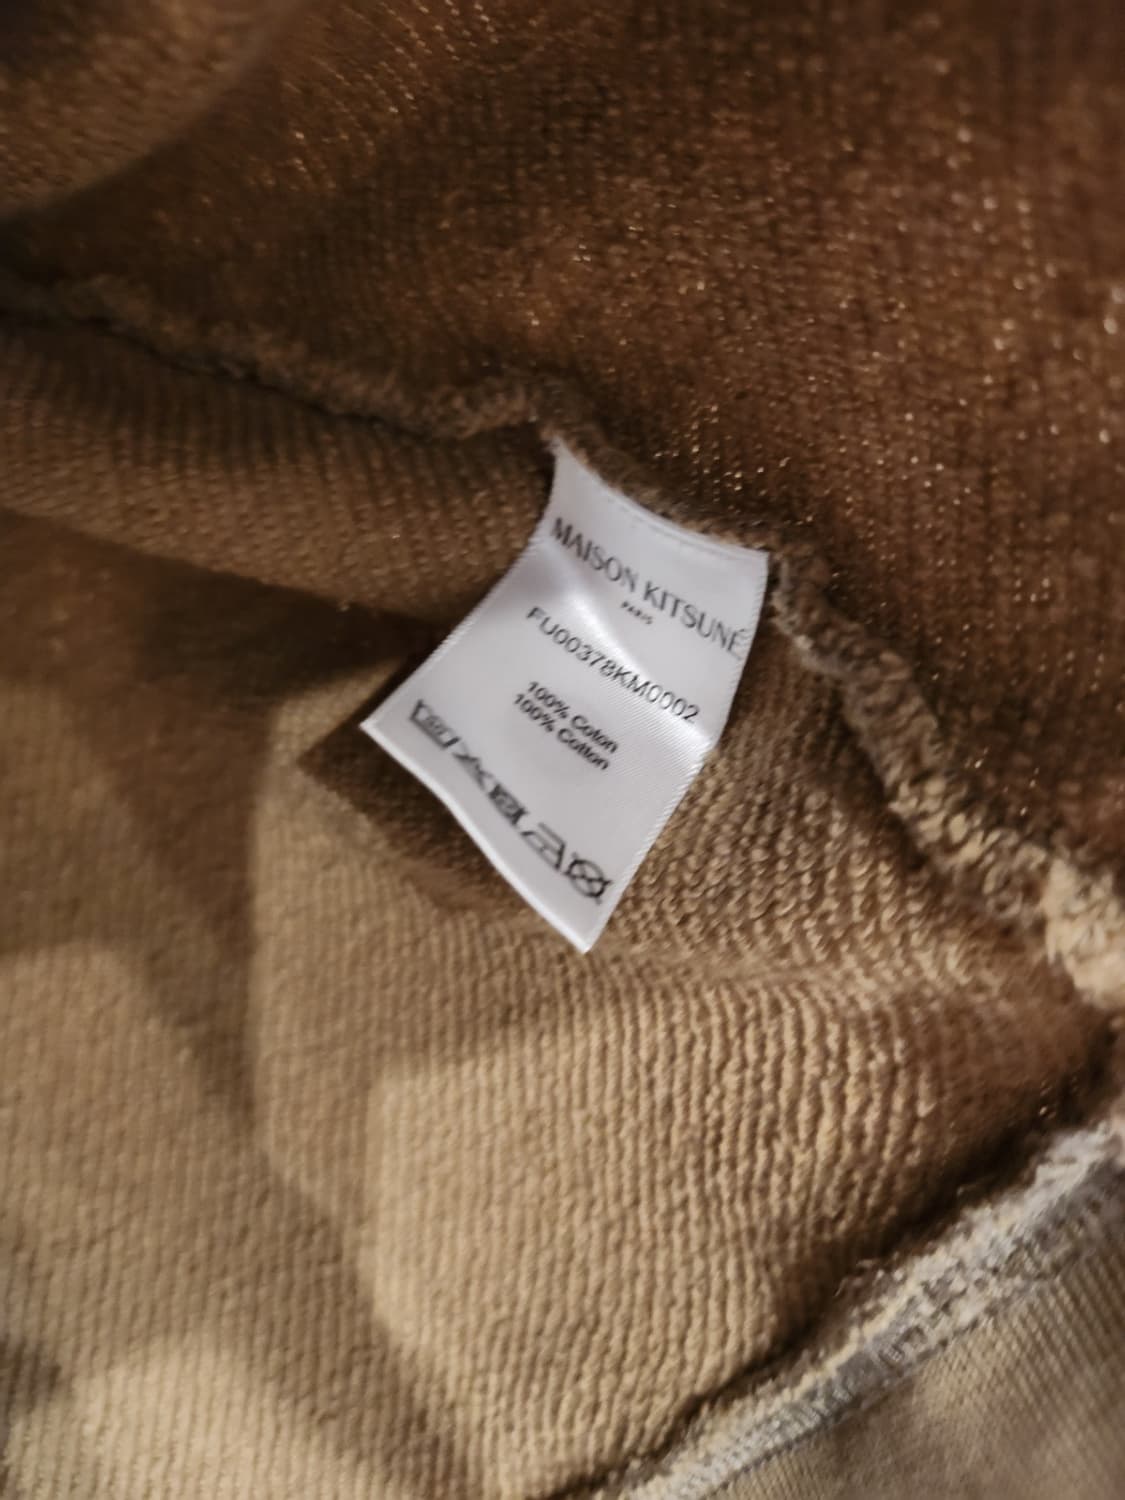 MAISON KITSUNÉ
PARIS
FU00378KM0002
100% Coton
100% Cotton